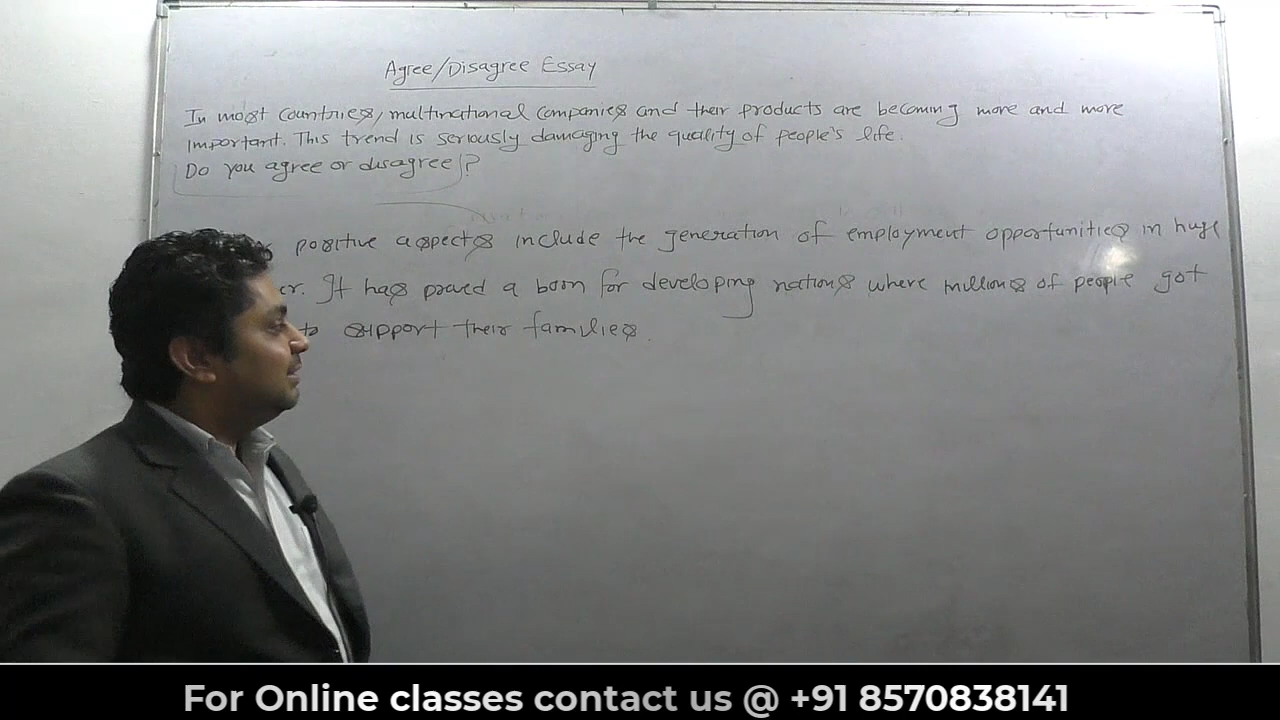 Agree/Disagree Essay
In most countries, multinational companies and their products are becoming more and more
important. This trend is seriously damaging the quality of people's life.
Do you agree or disagree?
positive aspects include the generation of employment opportunities in huge
It has proved a boon for developing nations where millions of people got
to support their families.
For Online classes contact us @ +91 8570838141